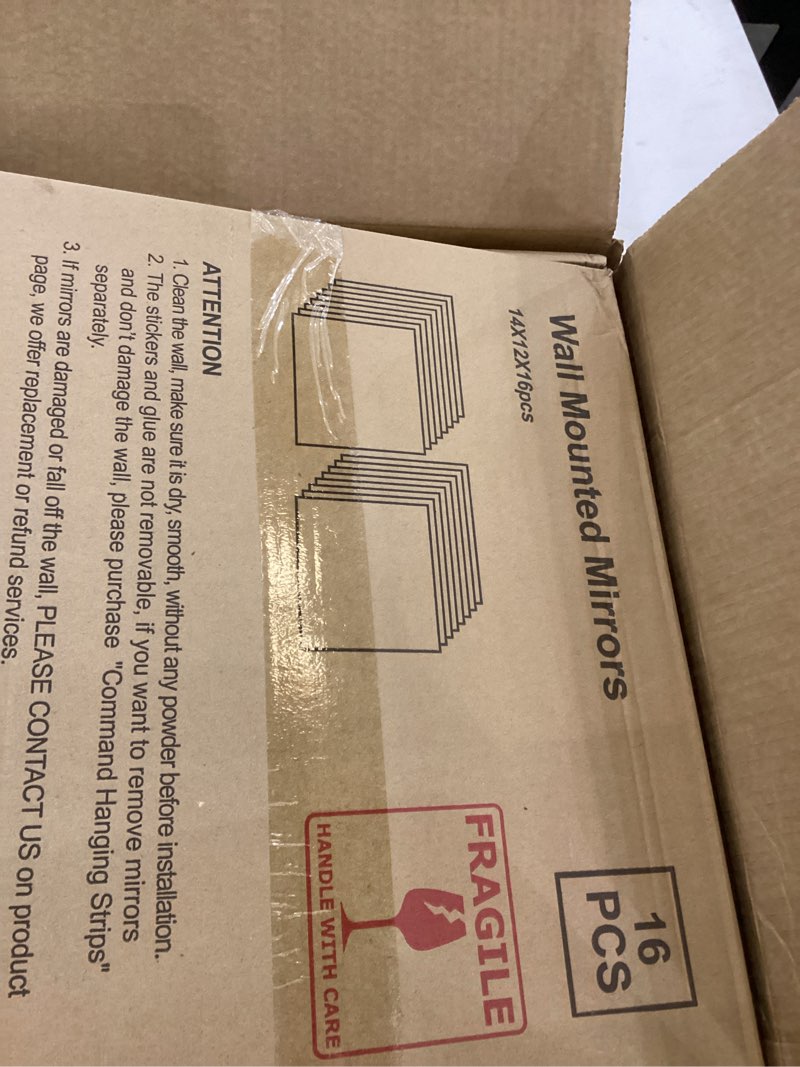 Wall Mounted Mirrors
14X12X16pcs
16
PCS
FRAGILE
HANDLE WITH CARE
ATTENTION
1. Clean the wall, make sure it is dry, smooth, without any powder before installation.
2. The stickers and glue are not removable, if you want to remove mirrors
and don't damage the wall, please purchase "Command Hanging Strips"
separately.
3. If mirrors are damaged or fall off the wall, PLEASE CONTACT US on product
page, we offer replacement or refund services.